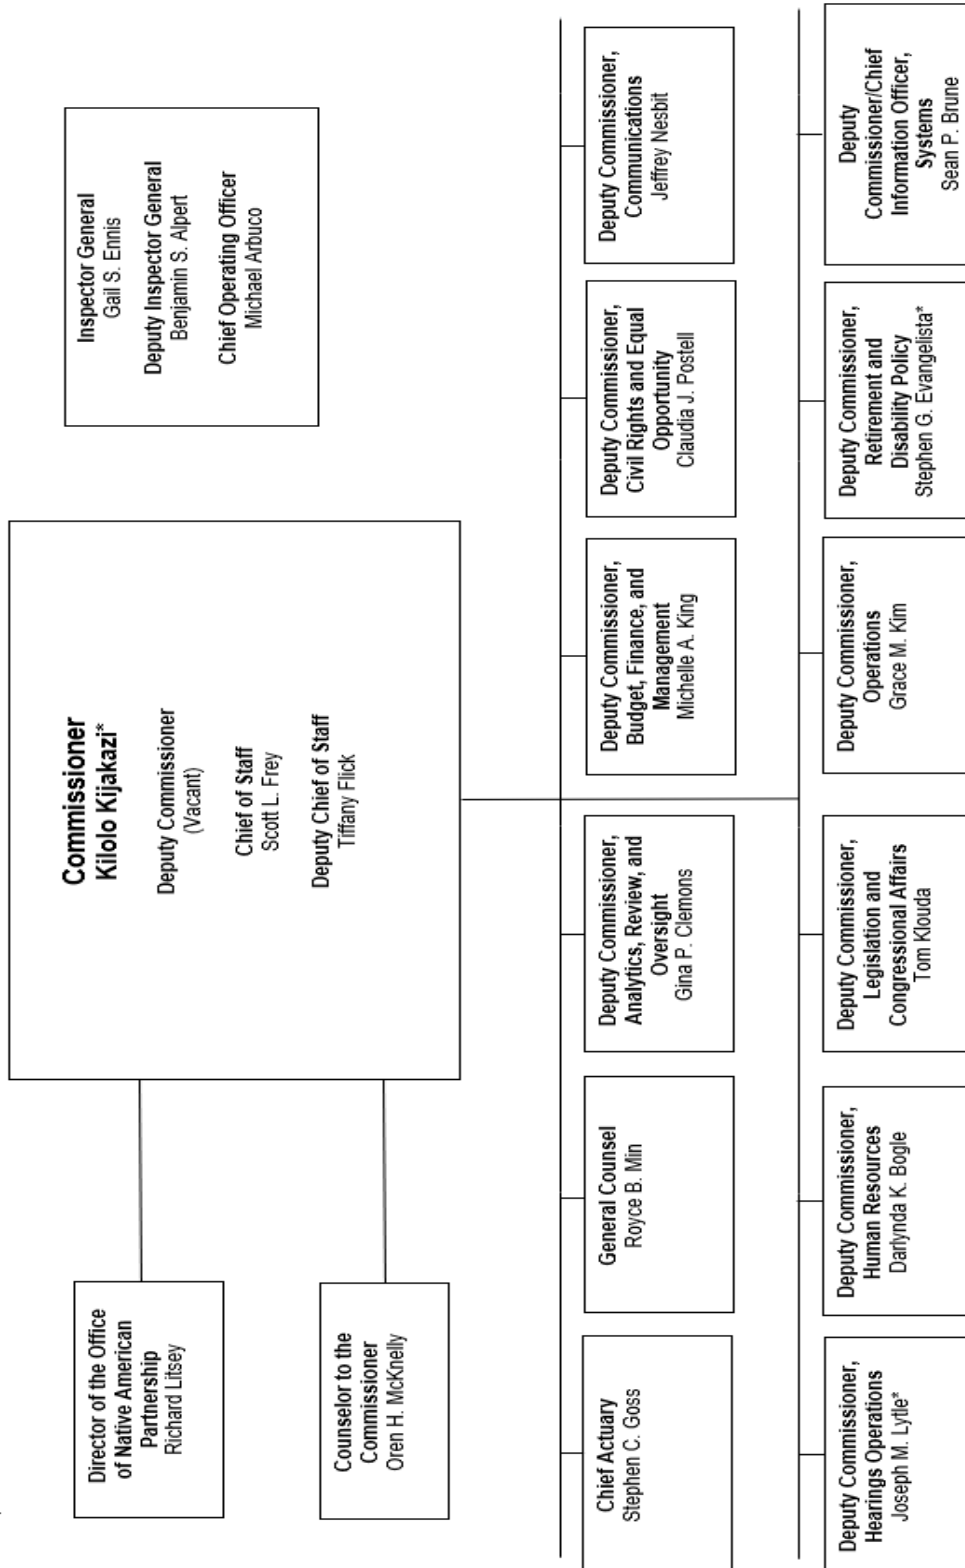 Commissioner
Kilolo Kijakazi*
Deputy Commissioner
(Vacant)
Chief of Staff
Scott L. Frey
Deputy Chief of Staff
Tiffany Flick
Inspector General
Gail S. Ennis
Deputy Inspector General
Benjamin S. Alpert
Chief Operating Officer
Michael Arbuco
Director of the Office
of Native American
Partnership
Richard Litsey
Counselor to the
Commissioner
Oren H. McKnelly
Chief Actuary
Stephen C. Goss
General Counsel
Royce B. Min
Deputy Commissioner,
Analytics, Review, and
Oversight
Gina P. Clemons
Deputy Commissioner,
Budget, Finance, and
Management
Michelle A. King
Deputy Commissioner,
Civil Rights and Equal
Opportunity
Claudia J. Postell
Deputy Commissioner,
Communications
Jeffrey Nesbit
Deputy Commissioner,
Hearings Operations
Joseph M. Lytle*
Deputy Commissioner,
Human Resources
Darlynda K. Bogle
Deputy Commissioner,
Legislation and
Congressional Affairs
Tom Klouda
Deputy Commissioner,
Operations
Grace M. Kim
Deputy Commissioner,
Retirement and
Disability Policy
Stephen G. Evangelista*
Deputy
Commissioner/Chief
Information Officer,
Systems
Sean P. Brune